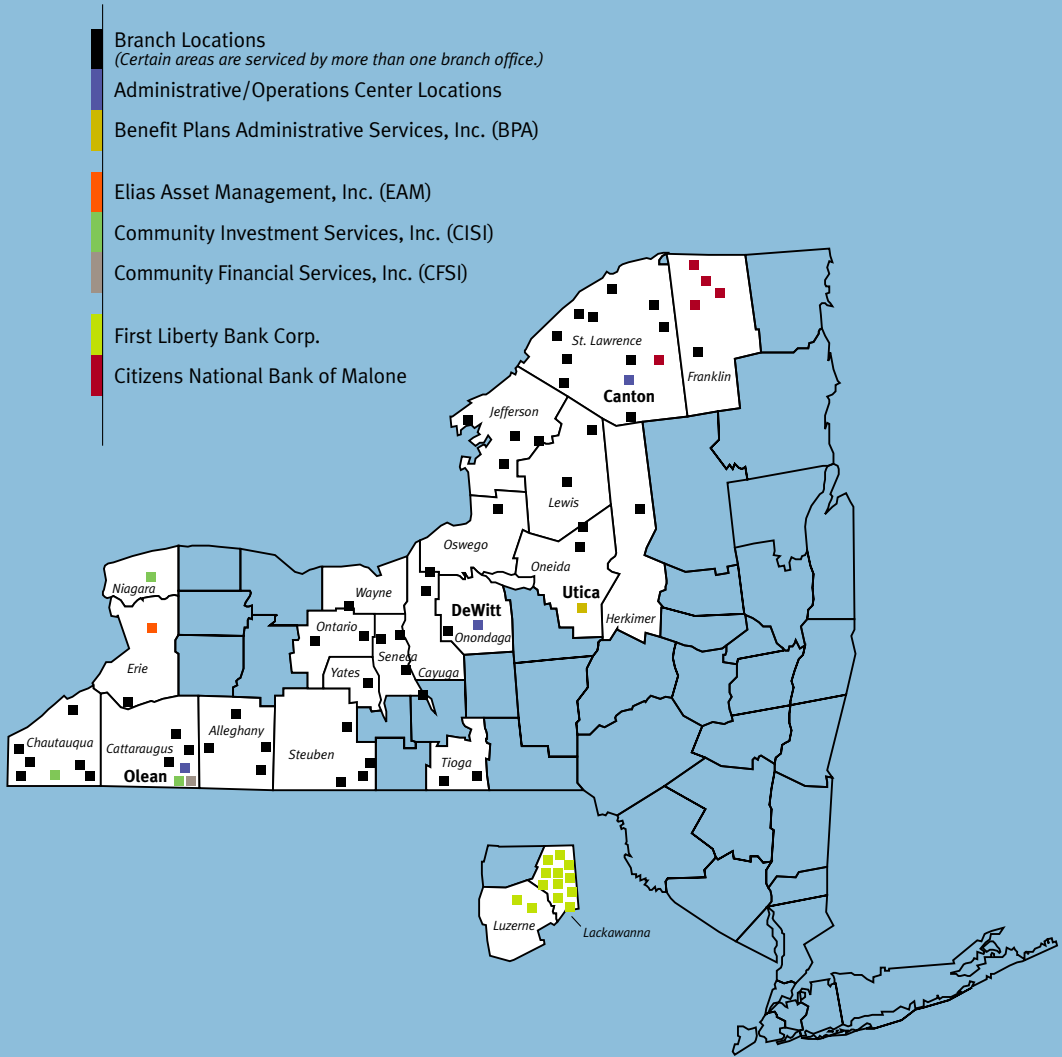 Branch Locations
(Certain areas are serviced by more than one branch office.)
Administrative/Operations Center Locations
Benefit Plans Administrative Services, Inc. (BPA)
Elias Asset Management, Inc. (EAM)
Community Investment Services, Inc. (CISI)
Community Financial Services, Inc. (CFSI)
First Liberty Bank Corp.
Citizens National Bank of Malone
St. Lawrence
Franklin
Canton
Jefferson
Lewis
Oswego
Oneida
Niagara
Wayne
Utica
DeWitt
Herkimer
Ontario
Onondaga
Seneca
Erie
Yates
Cayuga
Alleghany
Chautauqua
Cattaraugus
Steuben
Tioga
Olean
Luzerne
Lackawanna